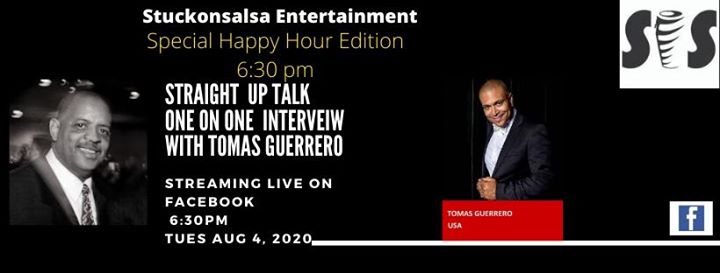 Stuckonsalsa Entertainment
Special Happy Hour Edition
6:30 pm
STRAIGHT UP TALK
ONE ON ONE INTERVEIW
WITH TOMAS GUERRERO
STREAMING LIVE ON
FACEBOOK
6:30PM
TUES AUG 4, 2020
SOS
TOMAS GUERRERO
USA
f